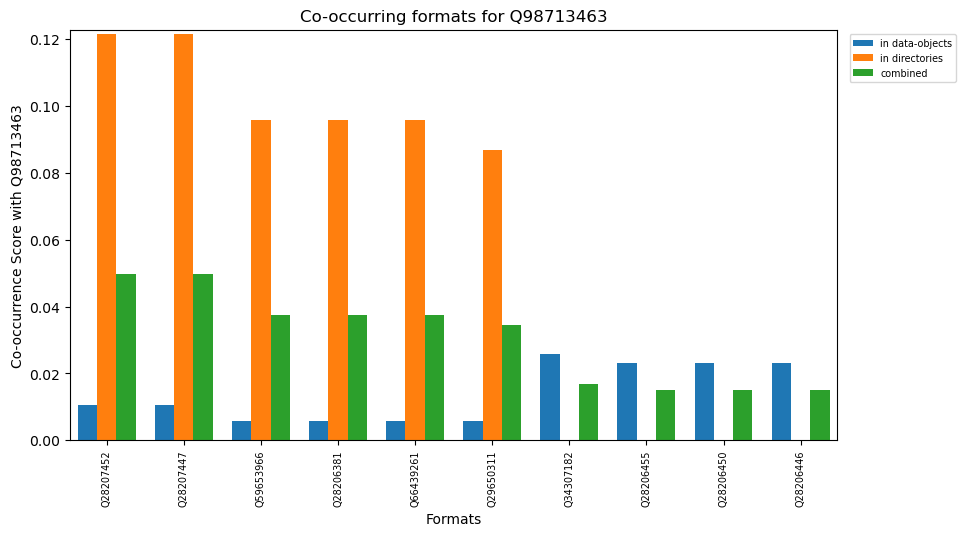 Co-occurring formats for Q98713463
Co-occurrence Score with Q98713463
0.12
0.10
0.08
0.06
0.04
0.02
0.00
in data-objects
in directories
combined
Q28207452
Q28207447
Q59653966
Q28206381
Q66439261
Q29650311
Q34307182
Q28206455
Q28206450
Q28206446
Formats